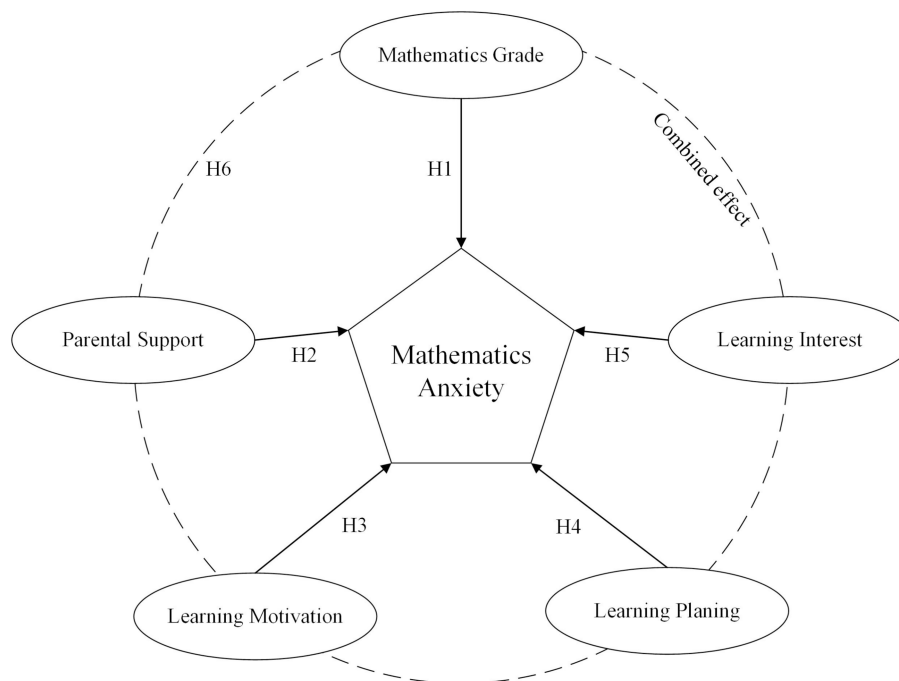 Mathematics Grade
Combined effect
H6
H1
Parental Support
H2
Mathematics
Anxiety
H5
Learning Interest
H3
H4
Learning Motivation
Learning Planing